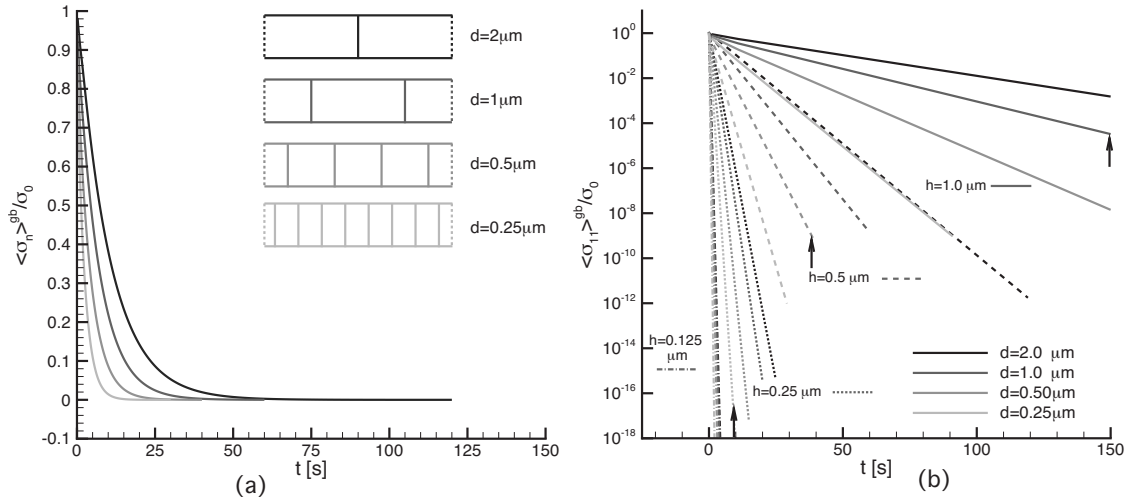 <σₙ>ᵍᵇ/σ₀
1
0.9
0.8
0.7
0.6
0.5
0.4
0.3
0.2
0.1
0
-0.1
0
25
50
75
100
125
150
t [s]
d=2μm
d=1μm
d=0.5μm
d=0.25μm
(a)
<σ₁₁>ᵍᵇ/σ₀
10⁰
10⁻²
10⁻⁴
10⁻⁶
10⁻⁸
10⁻¹⁰
10⁻¹²
10⁻¹⁴
10⁻¹⁶
10⁻¹⁸
0
50
100
150
t [s]
h=1.0 μm
h=0.5 μm
h=0.125
μm
h=0.25 μm
d=2.0 μm
d=1.0 μm
d=0.50μm
d=0.25μm
(b)